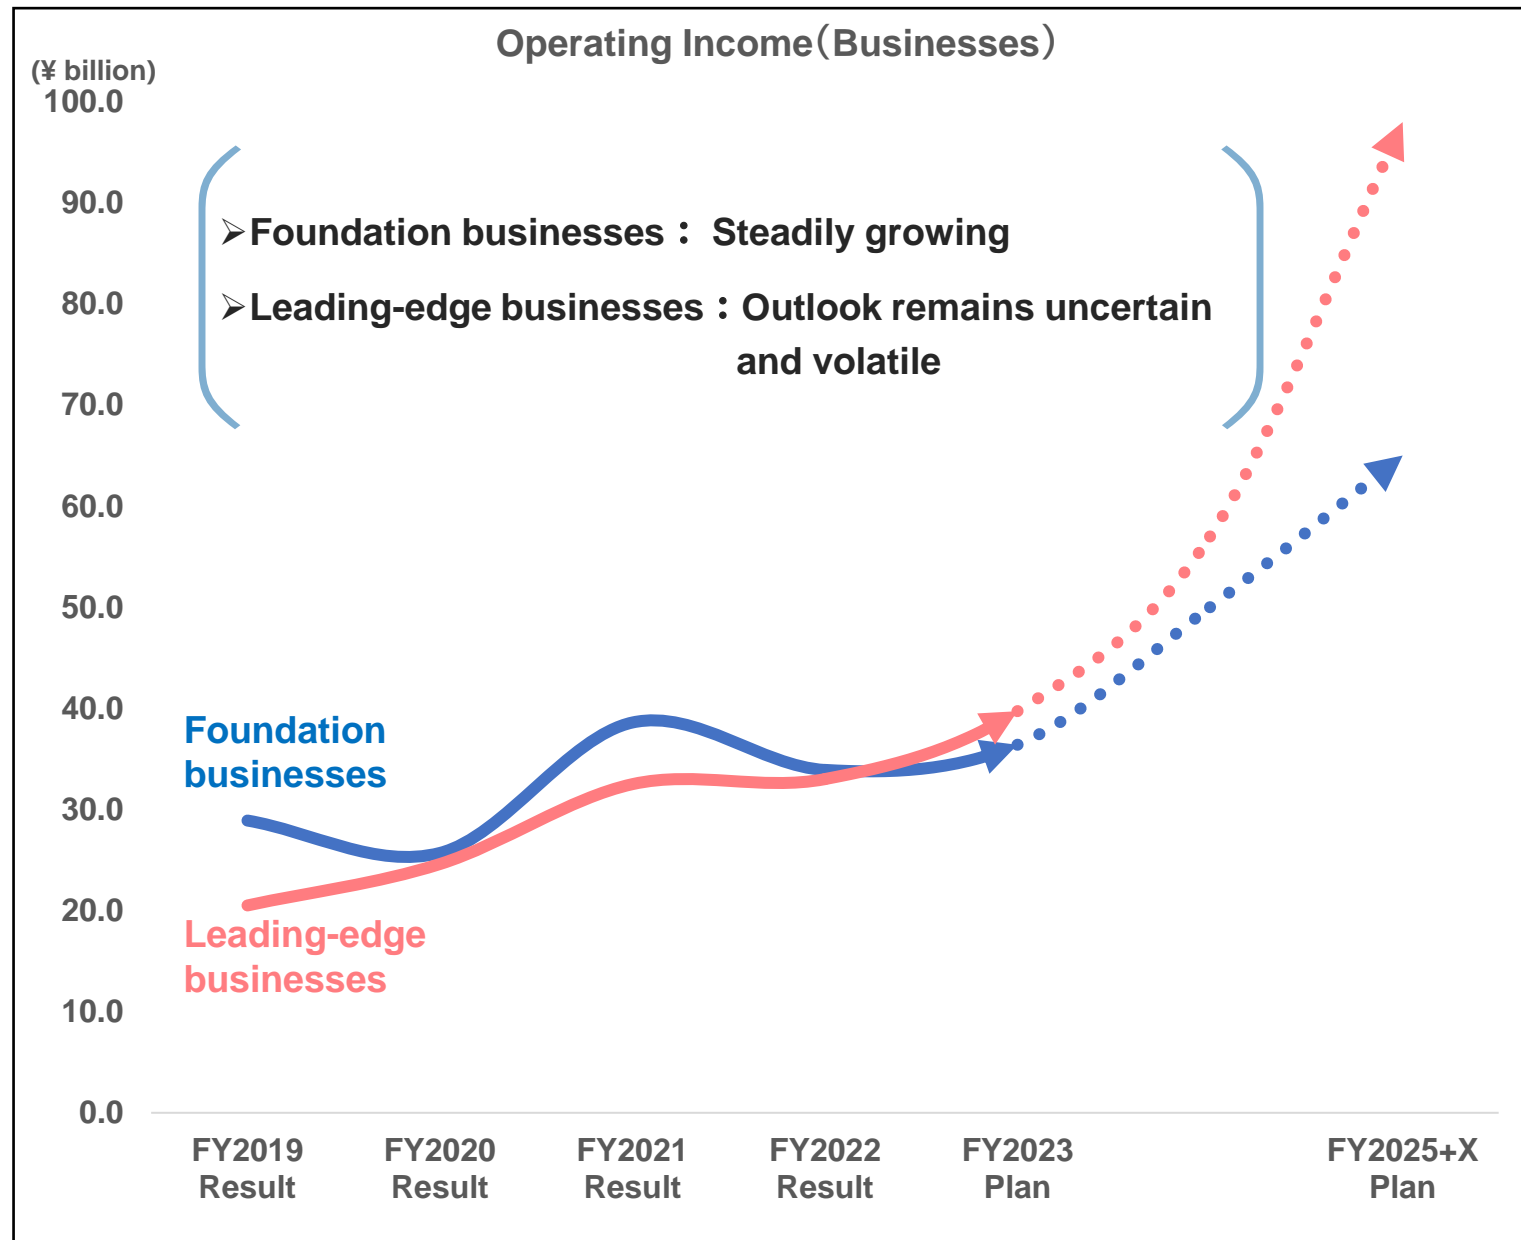 Operating Income（Businesses）
(¥ billion)
100.0
90.0
80.0
70.0
60.0
50.0
40.0
30.0
20.0
10.0
0.0
➢Foundation businesses： Steadily growing
➢Leading-edge businesses：Outlook remains uncertain
and volatile
Foundation
businesses
Leading-edge
businesses
FY2019
Result
FY2020
Result
FY2021
Result
FY2022
Result
FY2023
Plan
FY2025+X
Plan